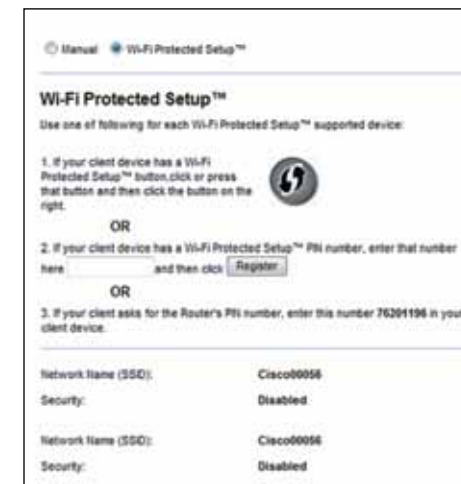 Manual Wi-Fi Protected Setup™
Wi-Fi Protected Setup™
Use one of following for each Wi-Fi Protected Setup™ supported device:
1. If your client device has a Wi-Fi
Protected Setup™ button,click or press
that button and then click the button on the
right.
OR
2. If your client device has a Wi-Fi Protected Setup™ PIN number, enter that number
here and then click Register
OR
3. If your client asks for the Router's PIN number, enter this number 76201196 in your
client device.
Network Name (SSID): Cisco00056
Security: Disabled
Network Name (SSID): Cisco00056
Security: Disabled